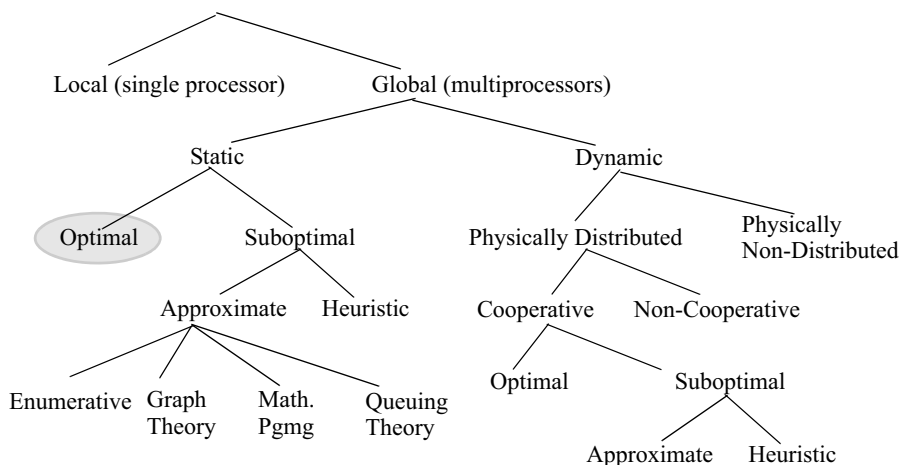 Local (single processor)
Global (multiprocessors)
Static
Dynamic
Optimal
Suboptimal
Physically Distributed
Physically
Non-Distributed
Approximate
Heuristic
Cooperative
Non-Cooperative
Enumerative
Graph
Theory
Math.
Pgmg
Queuing
Theory
Optimal
Suboptimal
Approximate
Heuristic